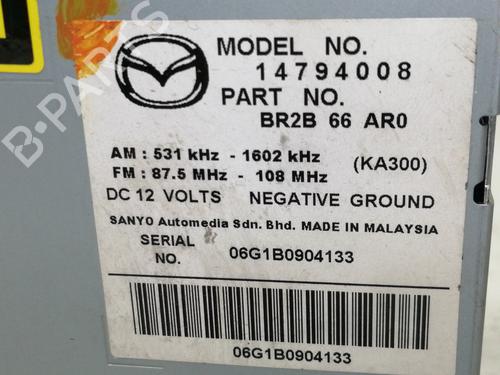 MODEL NO.
14794008
PART NO.
BR2B 66 AR0
AM : 531 kHz - 1602 kHz
(KA300)
FM : 87.5 MHz - 108 MHz
DC 12 VOLTS NEGATIVE GROUND
SANYO Automedia Sdn. Bhd. MADE IN MALAYSIA
SERIAL
NO.
06G1B0904133
06G1B0904133
B-PARTS